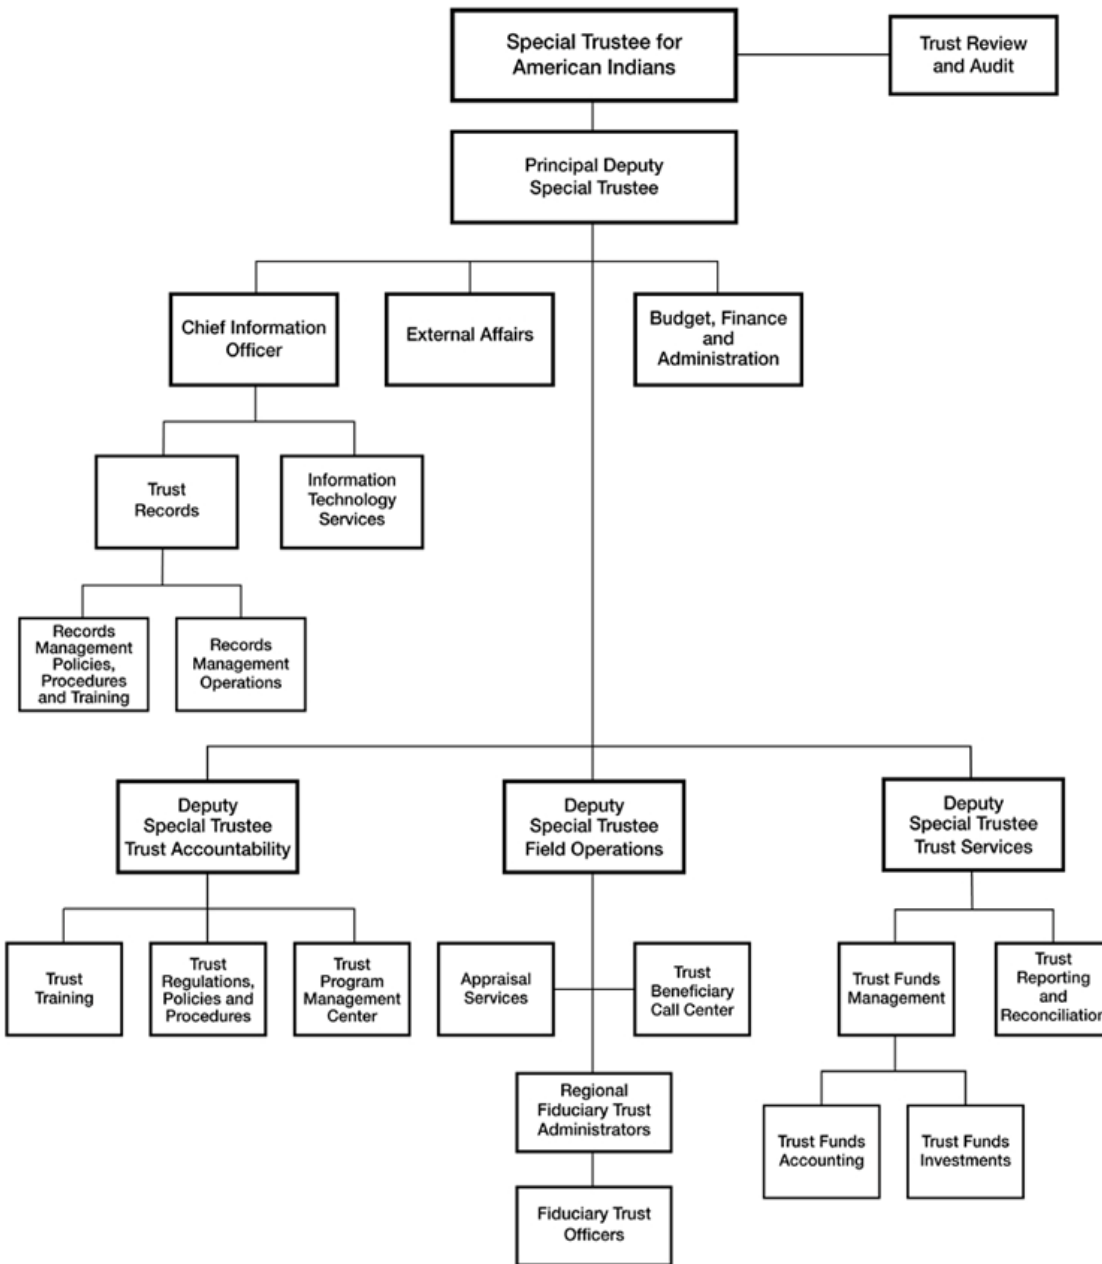 Special Trustee for
American Indians
Trust Review
and Audit
Principal Deputy
Special Trustee
Chief Information
Officer
External Affairs
Budget, Finance
and
Administration
Trust
Records
Information
Technology
Services
Records
Management
Policies,
Procedures
and Training
Records
Management
Operations
Deputy
Special Trustee
Trust Accountability
Deputy
Special Trustee
Field Operations
Deputy
Special Trustee
Trust Services
Trust
Training
Trust
Regulations,
Policies and
Procedures
Trust
Program
Management
Center
Appraisal
Services
Trust
Beneficiary
Call Center
Trust Funds
Management
Trust
Reporting
and
Reconciliation
Regional
Fiduciary Trust
Administrators
Trust Funds
Accounting
Trust Funds
Investments
Fiduciary Trust
Officers